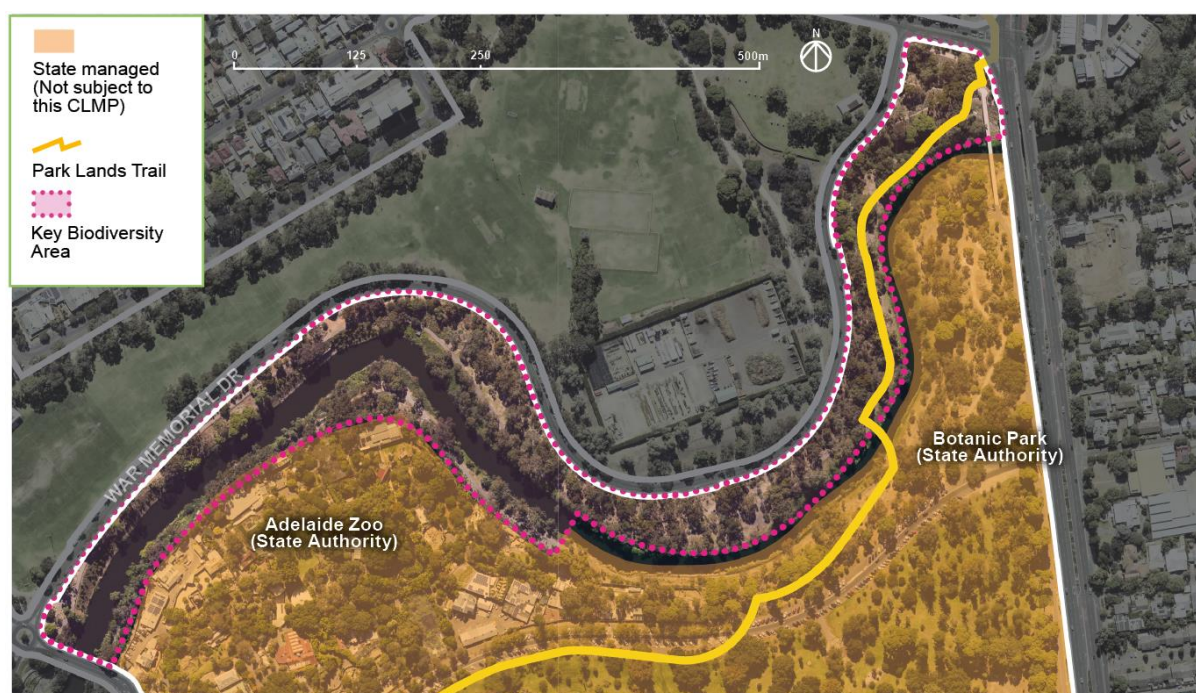 State managed
(Not subject to
this CLMP)
Park Lands Trail
Key Biodiversity
Area
0 125 250 500m
N
WAR MEMORIAL DR
Adelaide Zoo
(State Authority)
Botanic Park
(State Authority)